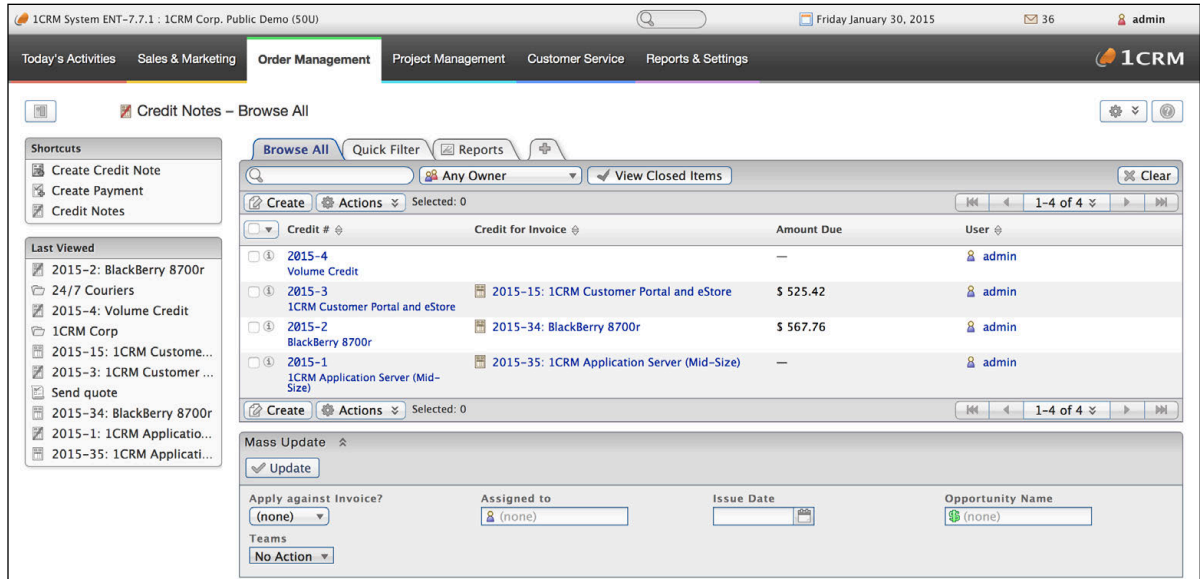 1CRM System ENT-7.7.1 : 1CRM Corp. Public Demo (50U)
Friday January 30, 2015
36
admin
Today's Activities
Sales & Marketing
Order Management
Project Management
Customer Service
Reports & Settings
1CRM
Credit Notes – Browse All
Shortcuts
Create Credit Note
Create Payment
Credit Notes
Last Viewed
2015-2: BlackBerry 8700r
24/7 Couriers
2015-4: Volume Credit
1CRM Corp
2015-15: 1CRM Custome...
2015-3: 1CRM Customer ...
Send quote
2015-34: BlackBerry 8700r
2015-1: 1CRM Applicatio...
2015-35: 1CRM Applicati...
Browse All
Quick Filter
Reports
Any Owner
View Closed Items
Clear
Create
Actions
Selected: 0
1-4 of 4
Credit #
Credit for Invoice
Amount Due
User
2015-4
—
admin
Volume Credit
2015-3
2015-15: 1CRM Customer Portal and eStore
$ 525.42
admin
1CRM Customer Portal and eStore
2015-2
2015-34: BlackBerry 8700r
$ 567.76
admin
BlackBerry 8700r
2015-1
2015-35: 1CRM Application Server (Mid-Size)
—
admin
1CRM Application Server (Mid-
Size)
Create
Actions
Selected: 0
1-4 of 4
Mass Update
Update
Apply against Invoice?
Assigned to
Issue Date
Opportunity Name
(none)
(none)
(none)
Teams
No Action